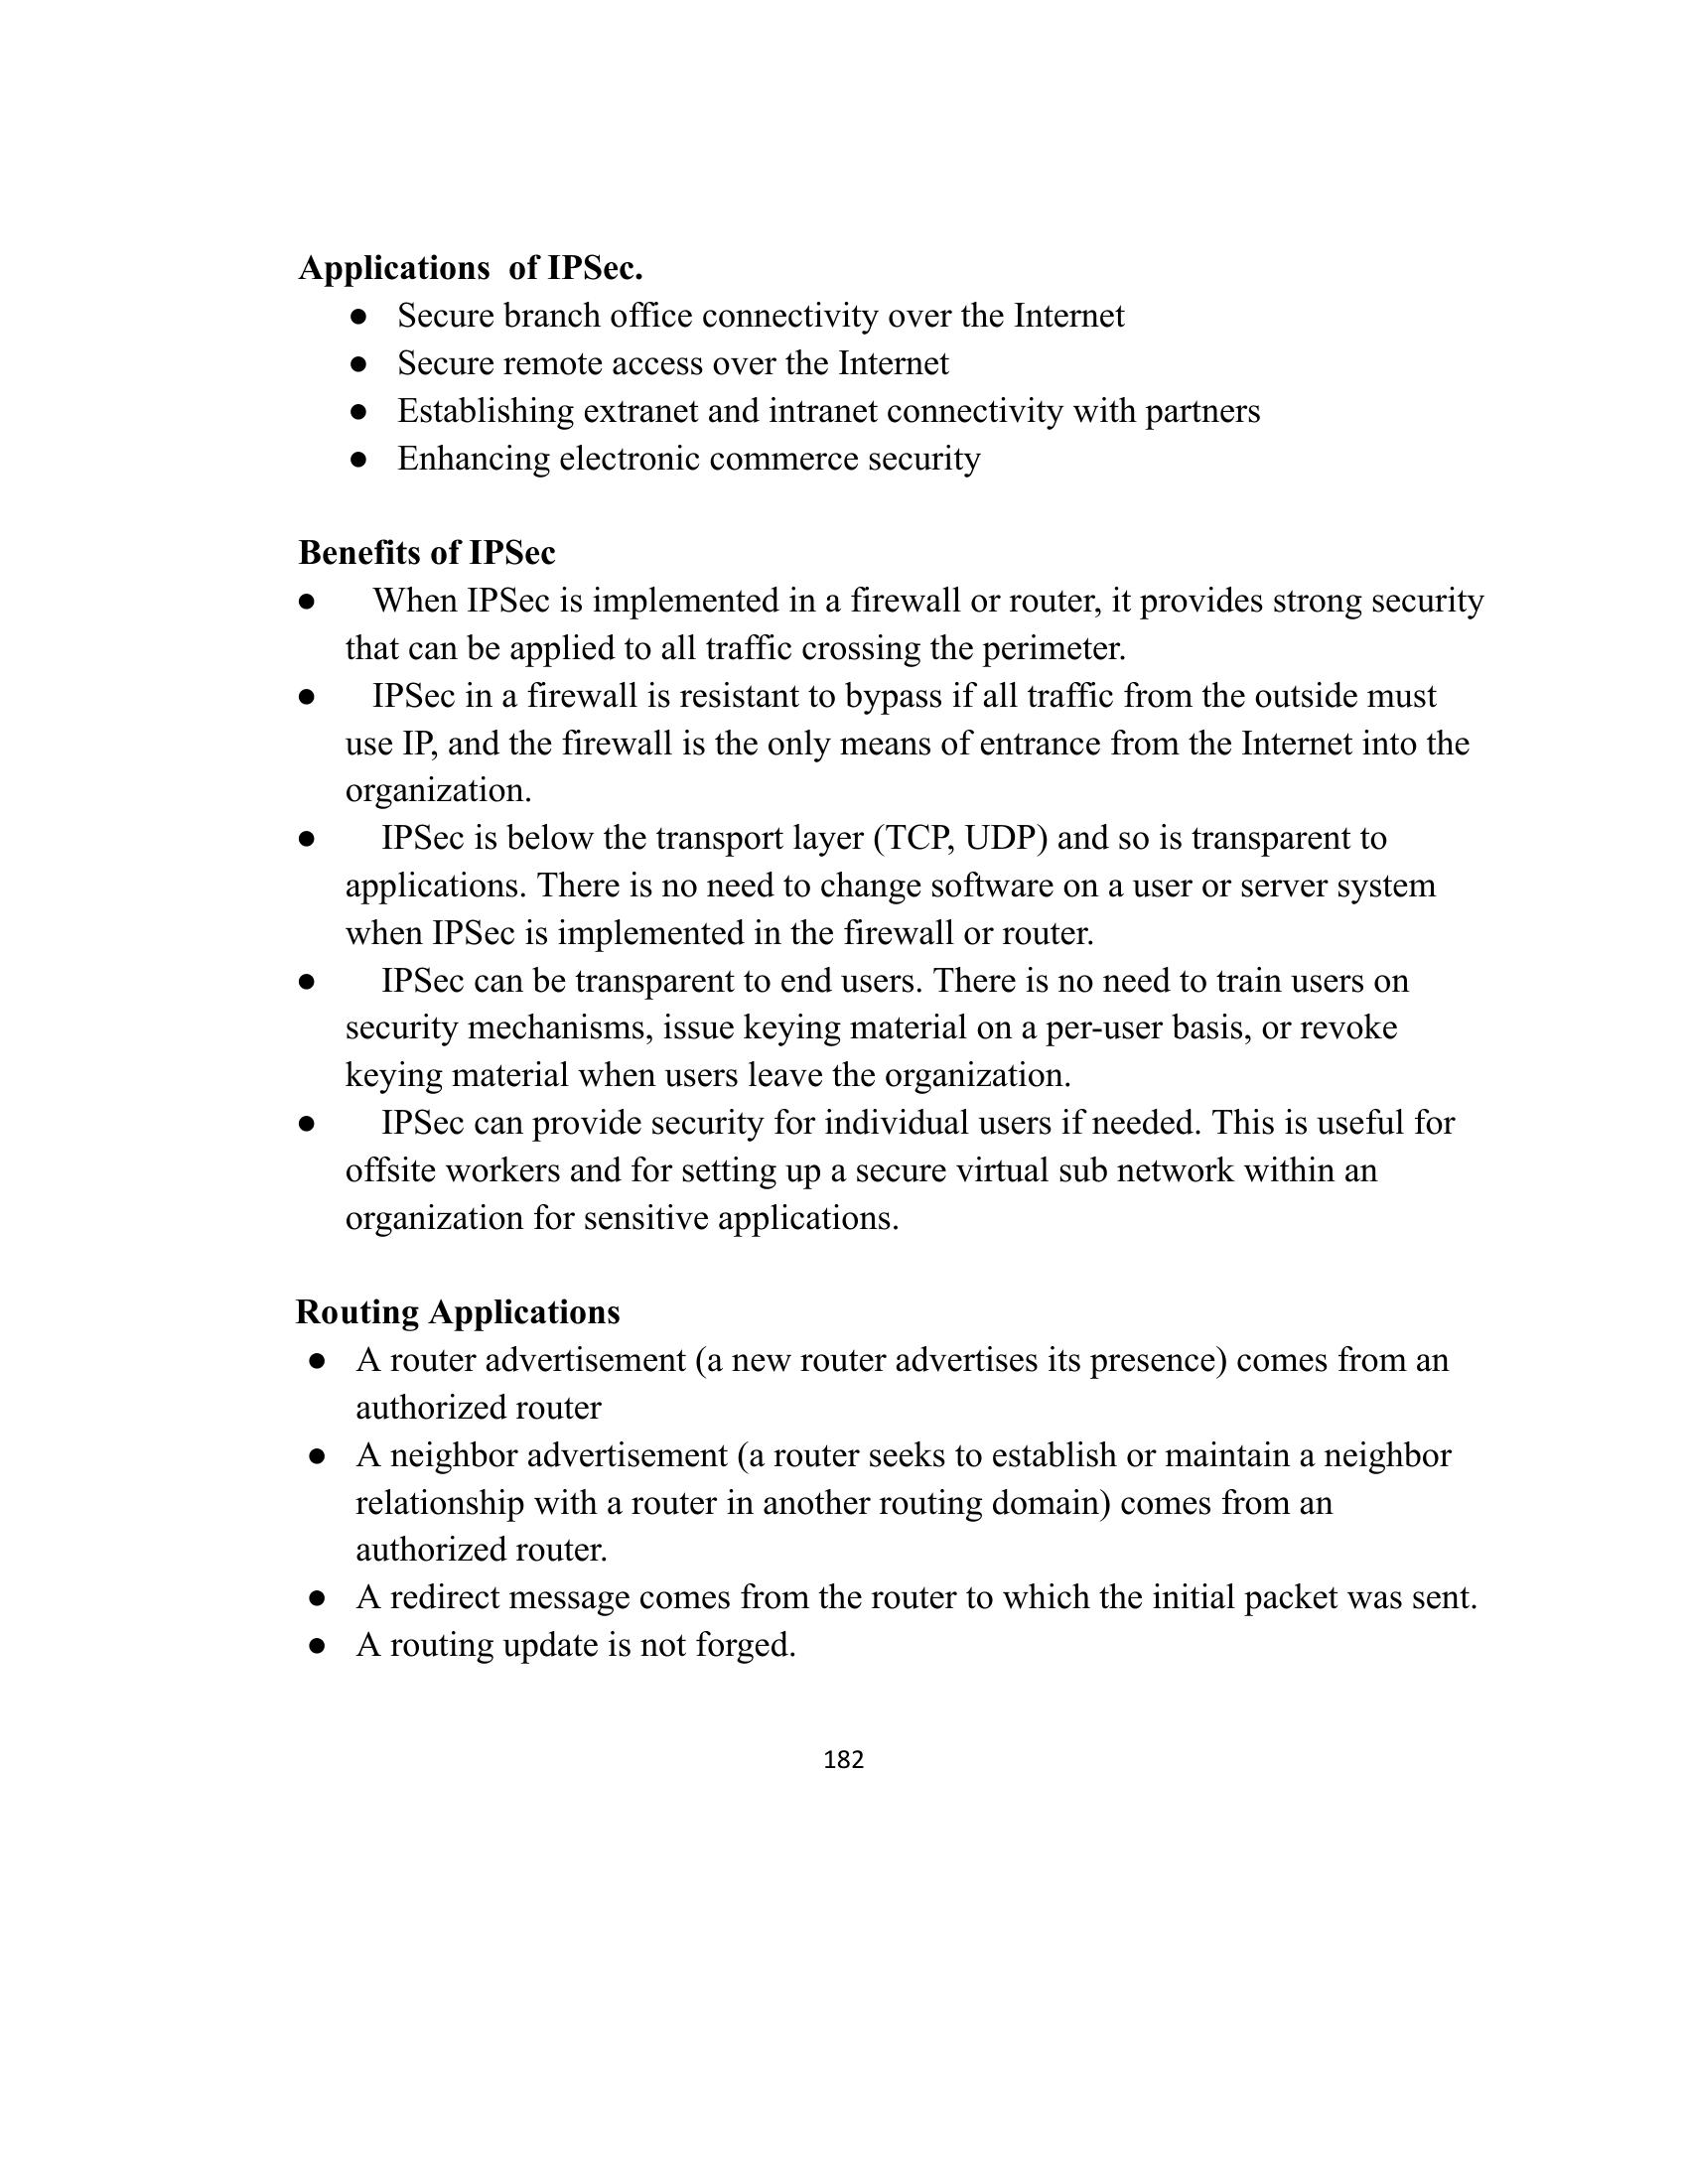 Applications  of IPSec.
● Secure branch office connectivity over the Internet
● Secure remote access over the Internet
● Establishing extranet and intranet connectivity with partners
● Enhancing electronic commerce security
Benefits of IPSec
● When IPSec is implemented in a firewall or router, it provides strong security
that can be applied to all traffic crossing the perimeter.
● IPSec in a firewall is resistant to bypass if all traffic from the outside must
use IP, and the firewall is the only means of entrance from the Internet into the
organization.
● IPSec is below the transport layer (TCP, UDP) and so is transparent to
applications. There is no need to change software on a user or server system
when IPSec is implemented in the firewall or router.
● IPSec can be transparent to end users. There is no need to train users on
security mechanisms, issue keying material on a per-user basis, or revoke
keying material when users leave the organization.
● IPSec can provide security for individual users if needed. This is useful for
offsite workers and for setting up a secure virtual sub network within an
organization for sensitive applications.
Routing Applications
● A router advertisement (a new router advertises its presence) comes from an
authorized router
● A neighbor advertisement (a router seeks to establish or maintain a neighbor
relationship with a router in another routing domain) comes from an
authorized router.
● A redirect message comes from the router to which the initial packet was sent.
● A routing update is not forged.
182